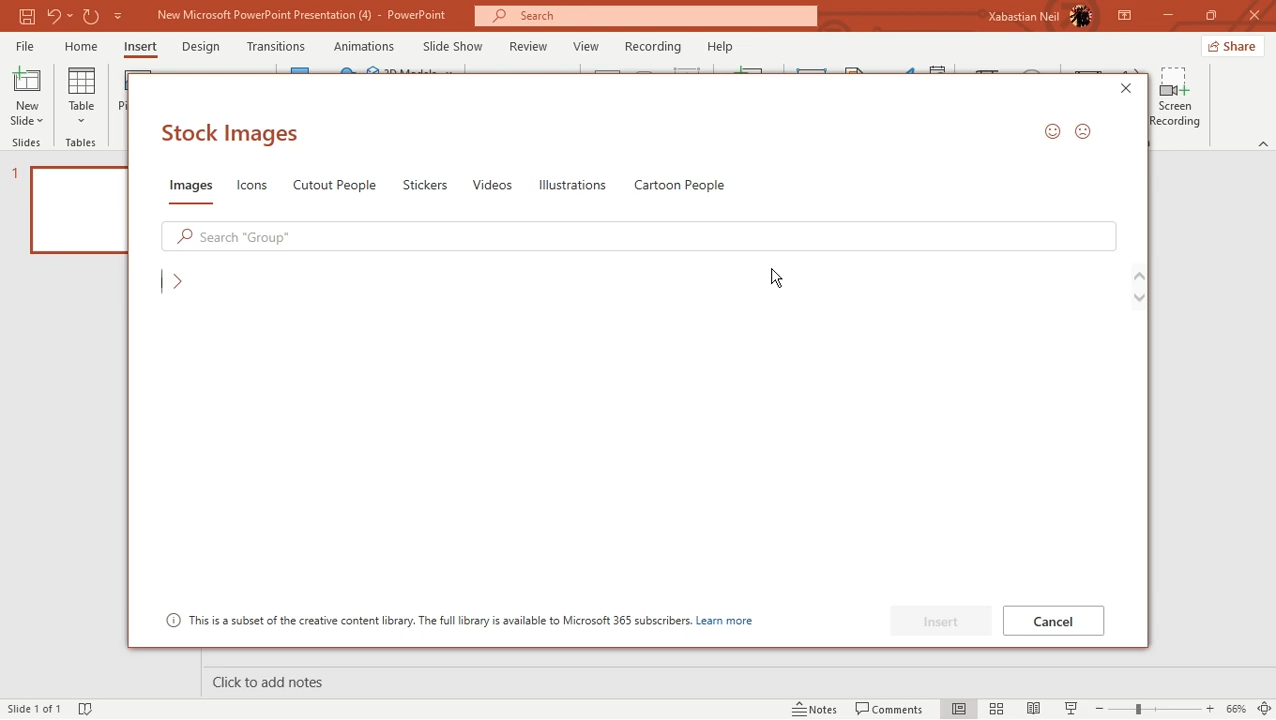 New Microsoft PowerPoint Presentation (4) - PowerPoint
Search
Xabastian Neil
File Home Insert Design Transitions Animations Slide Show Review View Recording Help
Share
New Slide
Table
Screen Recording
Slides
Tables
Stock Images
Images Icons Cutout People Stickers Videos Illustrations Cartoon People
Search "Group"
1
This is a subset of the creative content library. The full library is available to Microsoft 365 subscribers. Learn more
Insert
Cancel
Click to add notes
Slide 1 of 1
Notes
Comments
66%